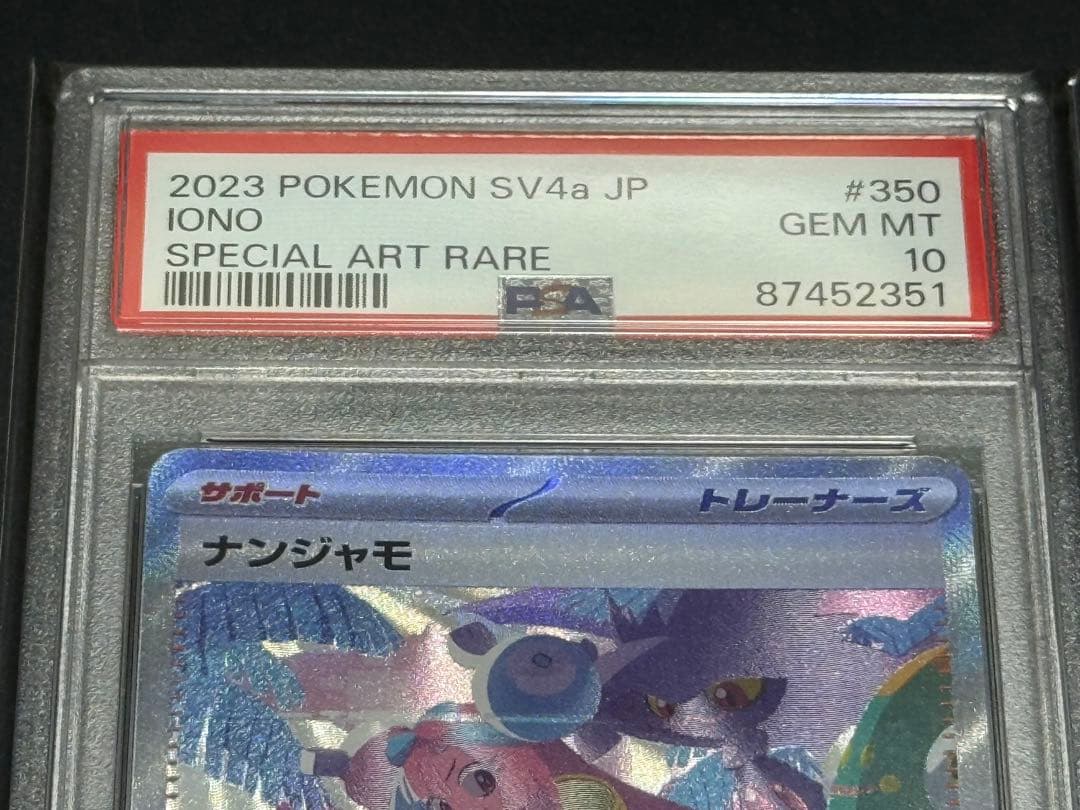 2023 POKEMON SV4a JP #350
IONO GEM MT
SPECIAL ART RARE 10
PSA 87452351
サポート トレーナーズ
ナンジャモ